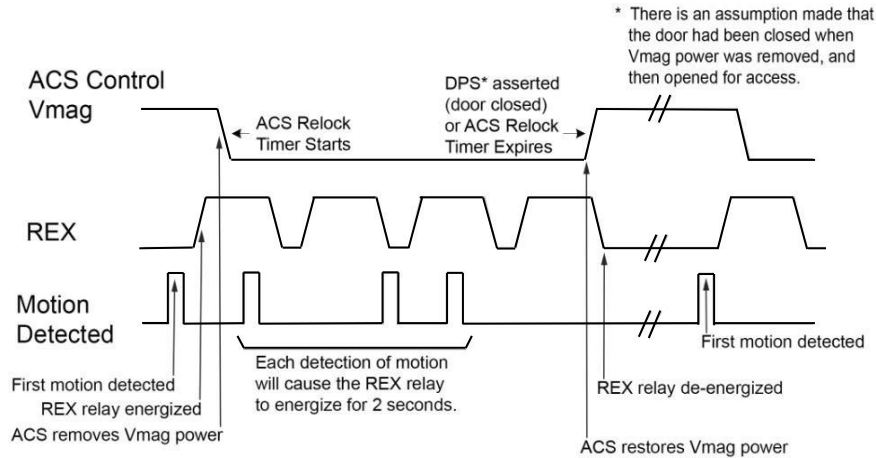 * There is an assumption made that
the door had been closed when
Vmag power was removed, and
then opened for access.
ACS Control
Vmag
ACS Relock
Timer Starts
DPS* asserted
(door closed)
or ACS Relock
Timer Expires
REX
Motion
Detected
First motion detected
REX relay energized
ACS removes Vmag power
Each detection of motion
will cause the REX relay
to energize for 2 seconds.
First motion detected
REX relay de-energized
ACS restores Vmag power